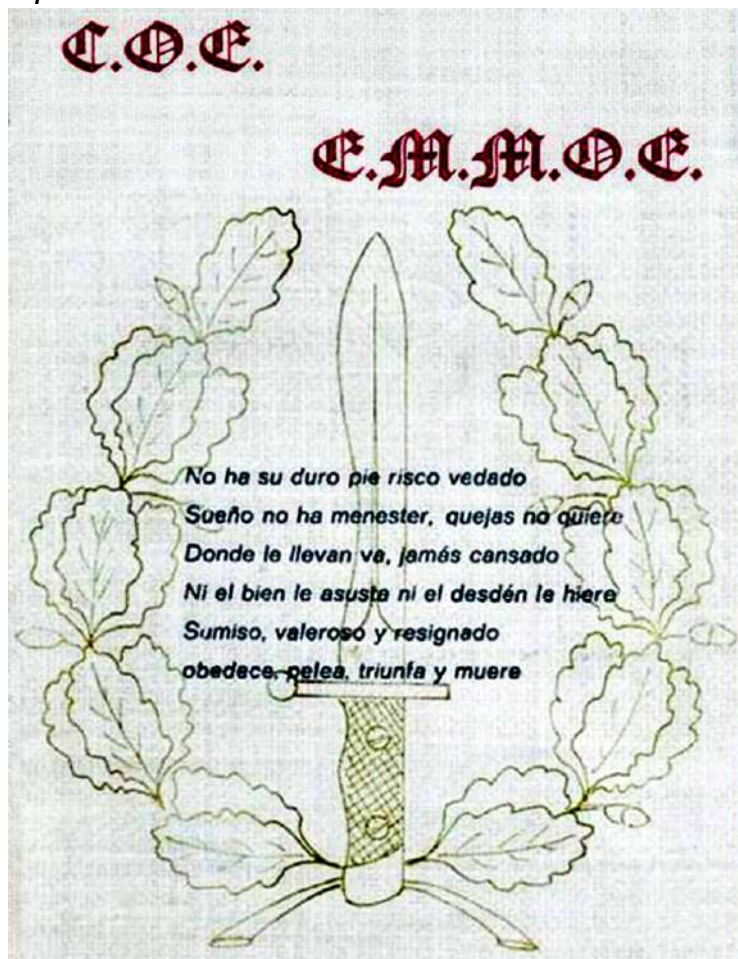 C.O.E.
E.M.M.O.E.
No ha su duro pie risco vedado
Sueño no ha menester, quejas no quiere
Donde le llevan va, jamás cansado
Ni el bien le asusta ni el desdén le hiere
Sumiso, valeroso y resignado
obedece, pelea, triunfa y muere